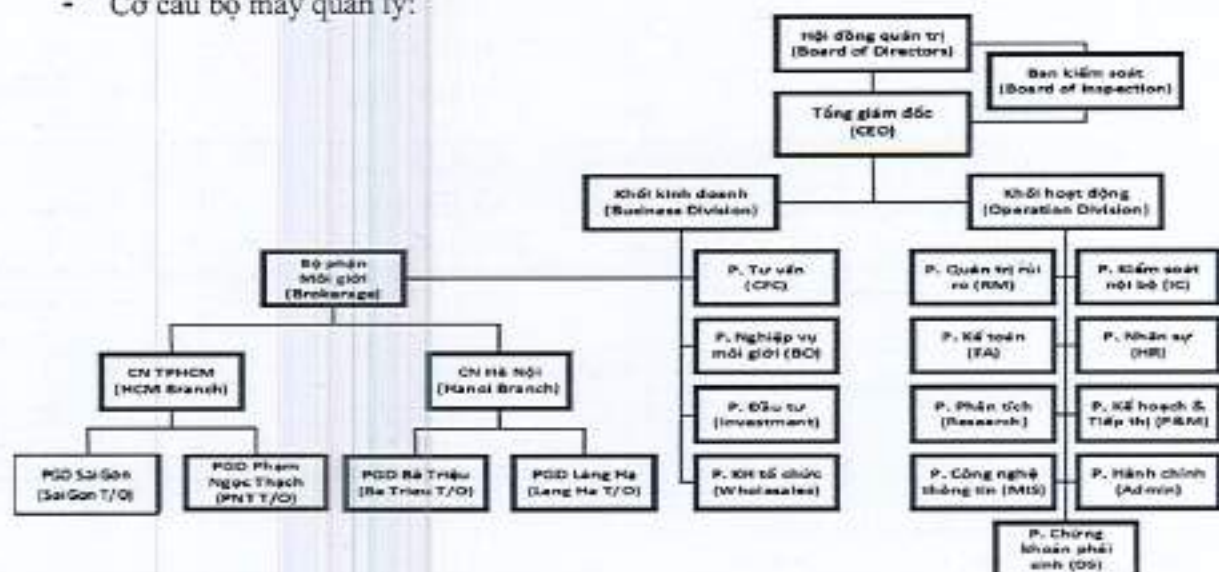 - Cơ cấu bộ máy quản lý:
Hội đồng quản trị
(Board of Directors)
Ban kiểm soát
(Board of Inspection)
Tổng giám đốc
(CEO)
Khối kinh doanh
(Business Division)
Khối hoạt động
(Operation Division)
Bộ phận
Môi giới
(Brokerage)
P. Tư vấn
(CFC)
P. Quản trị rủi
ro (RM)
P. Kiểm soát
nội bộ (IC)
P. Nghiệp vụ
môi giới (BO)
P. Kế toán
(FA)
P. Nhân sự
(HR)
CN TPHCM
(HCM Branch)
CN Hà Nội
(Hanoi Branch)
P. Đầu tư
(Investment)
P. Phân tích
(Research)
P. Kế hoạch &
Tiếp thị (P&M)
PGD Sài Gòn
(Sai Gon T/O)
PGD Phạm
Ngọc Thạch
(PNT T/O)
PGD Bà Triệu
(Ba Trieu T/O)
PGD Láng Hạ
(Lang Ha T/O)
P. KH tổ chức
(Wholesales)
P. Công nghệ
thông tin (MIS)
P. Hành chính
(Admin)
P. Chứng
khoán phái
sinh (DS)